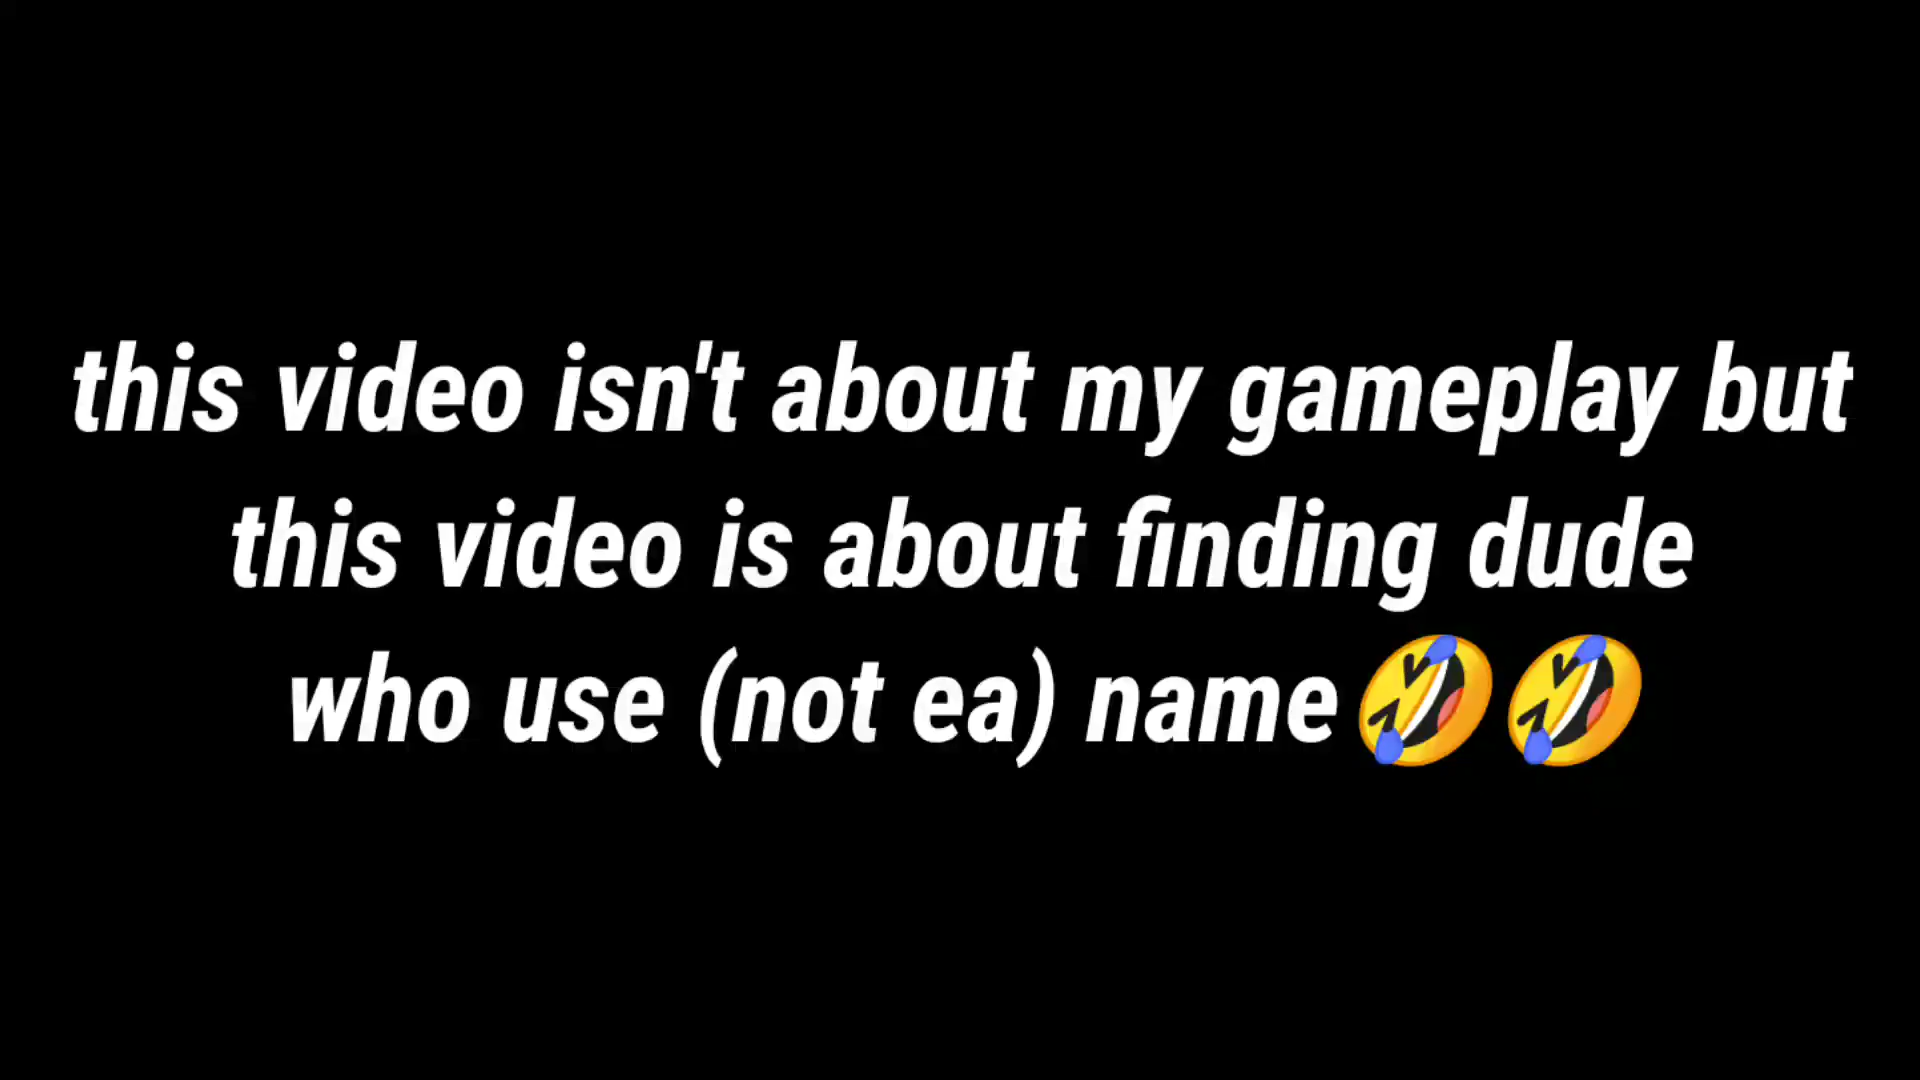 this video isn't about my gameplay but
this video is about finding dude
who use (not ea) name🤣🤣